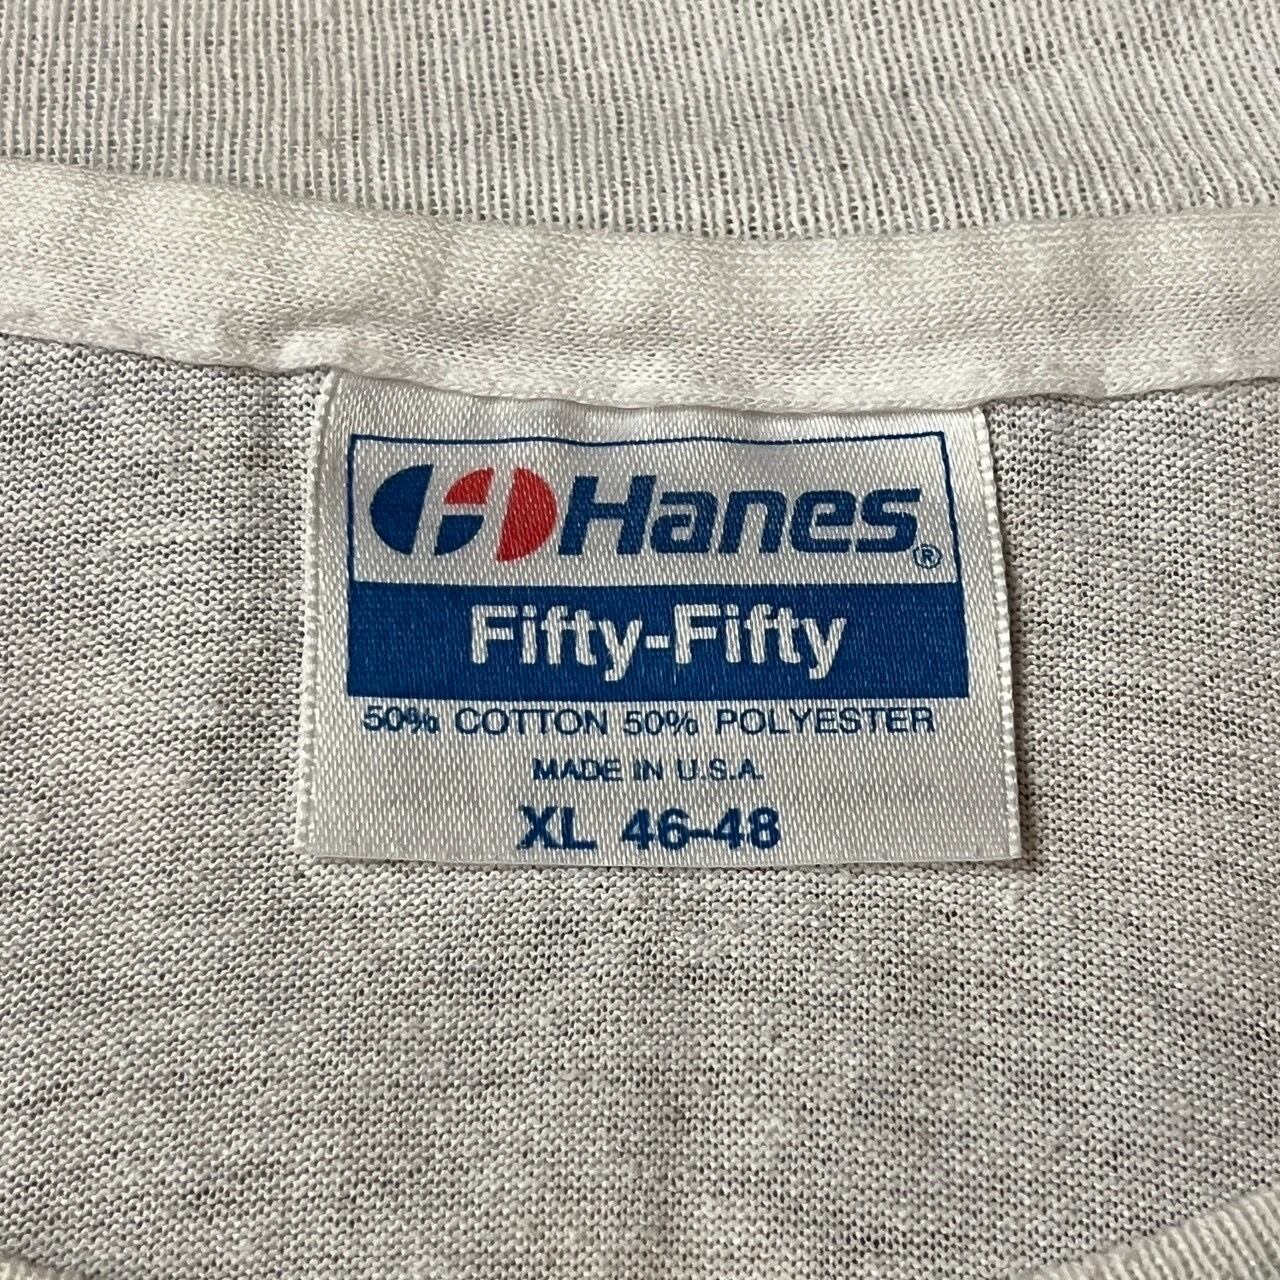 Hanes®
Fifty-Fifty
50% COTTON 50% POLYESTER
MADE IN U.S.A.
XL 46-48